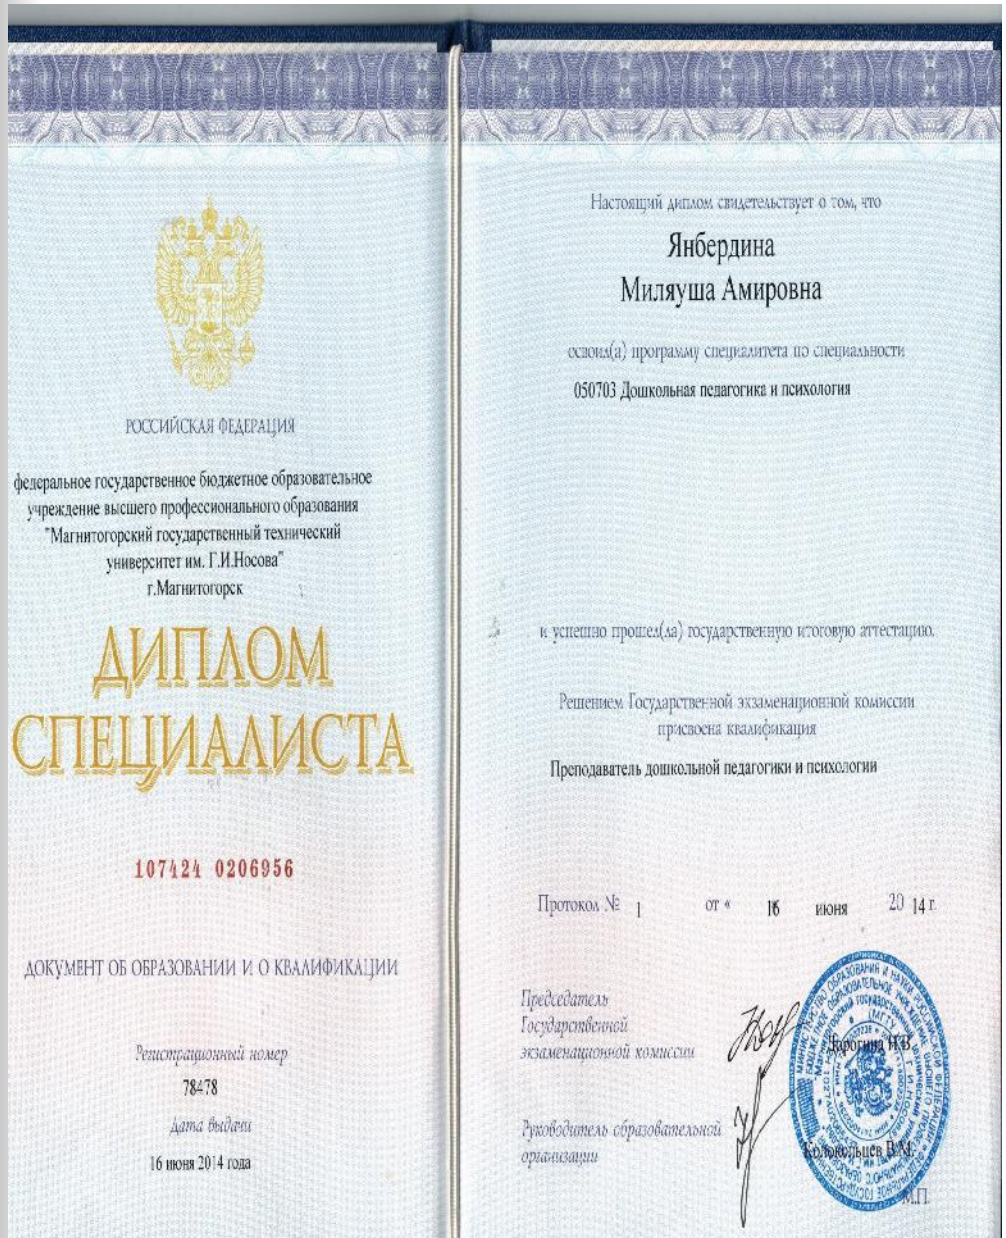 РОССИЙСКАЯ ФЕДЕРАЦИЯ
федеральное государственное бюджетное образовательное
учреждение высшего профессионального образования
"Магнитогорский государственный технический
университет им. Г.И.Носова"
г.Магнитогорск
ДИПЛОМ
СПЕЦИАЛИСТА
107424 0206956
ДОКУМЕНТ ОБ ОБРАЗОВАНИИ И О КВАЛИФИКАЦИИ
Регистрационный номер
78478
Дата выдачи
16 июня 2014 года
Настоящий диплом свидетельствует о том, что
Янбердина
Миляуша Амировна
освоил(а) программу специалитета по специальности
050703 Дошкольная педагогика и психология
и успешно прошел(ла) государственную итоговую аттестацию.
Решением Государственной экзаменационной комиссии
присвоена квалификация
Преподаватель дошкольной педагогики и психологии
Протокол № 1 от « 16 июня 20 14 г.
Председатель
Государственной
экзаменационной комиссии
Дорогина И.В.
Руководитель образовательной
организации
Колокольцев В.М.
М.П.